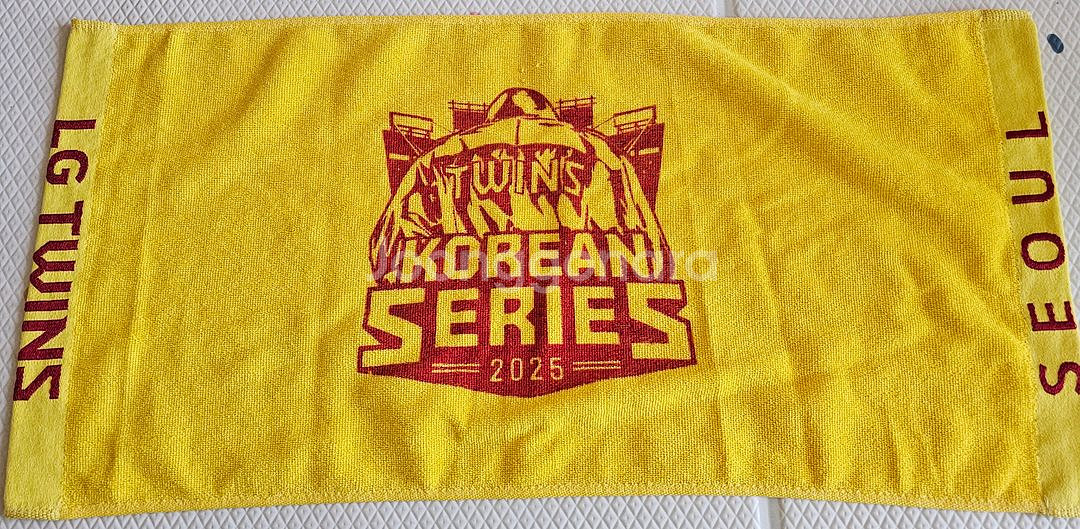 LG TWINS
TWINS
KOREAN
SERIES
2025
SEOUL